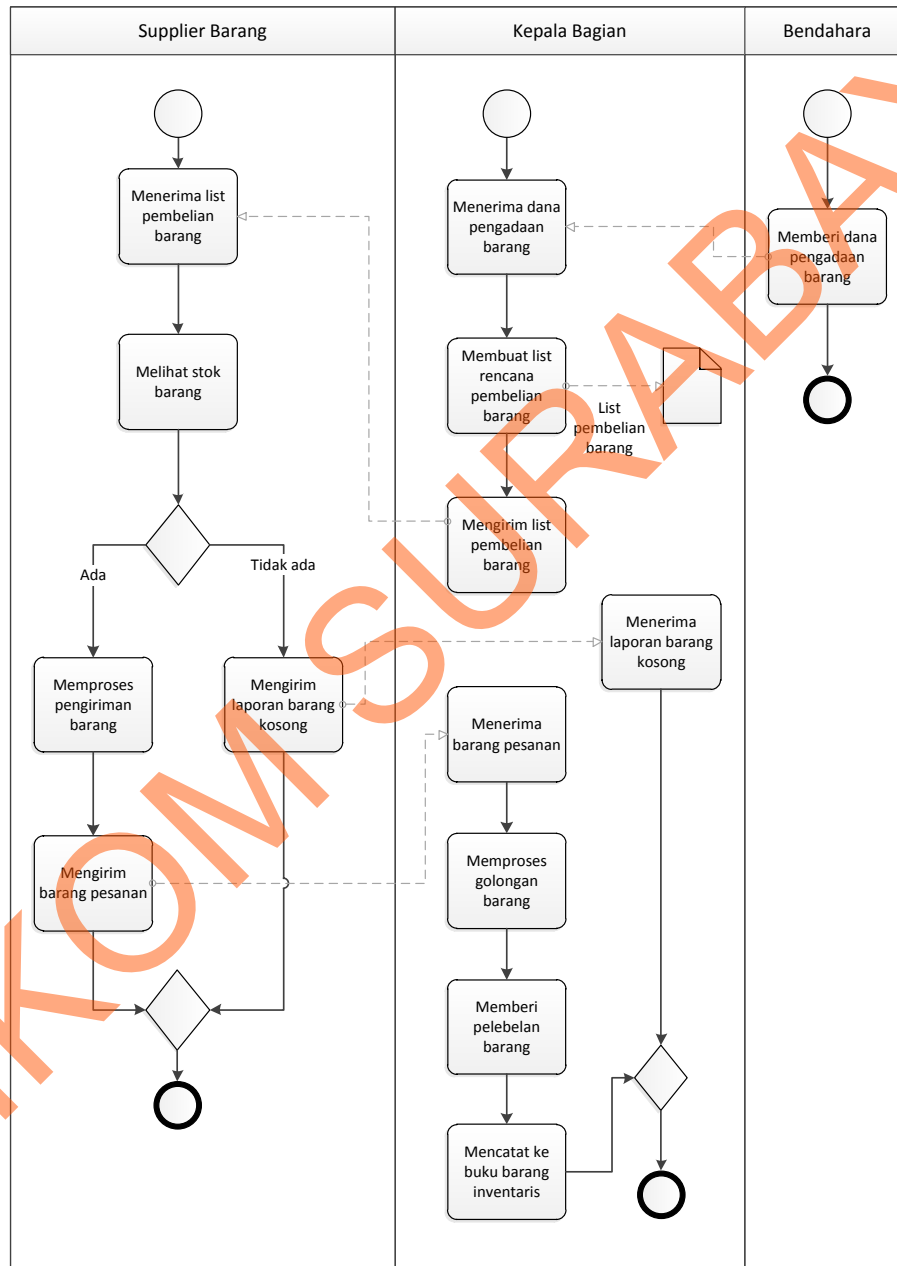 Supplier Barang
Kepala Bagian
Bendahara
Menerima list
pembelian
barang
Menerima dana
pengadaan
barang
Memberi dana
pengadaan
barang
Melihat stok
barang
Membuat list
rencana
pembelian
barang
List
pembelian
barang
Mengirim list
pembelian
barang
Ada
Tidak ada
Menerima
laporan barang
kosong
Memproses
pengiriman
barang
Mengirim
laporan barang
kosong
Menerima
barang pesanan
Mengirim
barang pesanan
Memproses
golongan
barang
Memberi
pelebelan
barang
Mencatat ke
buku barang
inventaris
KOM SURABAY